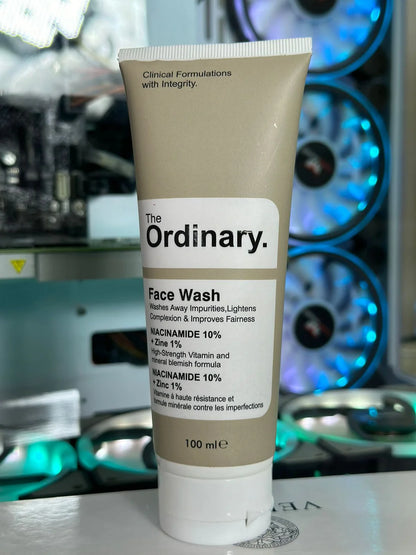 Clinical Formulations
with Integrity.
The
Ordinary.
Face Wash
Washes Away Impurities,Lightens
Complexion & Improves Fairness
NIACINAMIDE 10%
+ Zine 1%
High-Strength Vitamin and
mineral blemish formula
NIACINAMIDE 10%
+ Zinc 1%
Vitamine á haute résistance et
formule minérale contre les imperfections
100 ml℮
VE